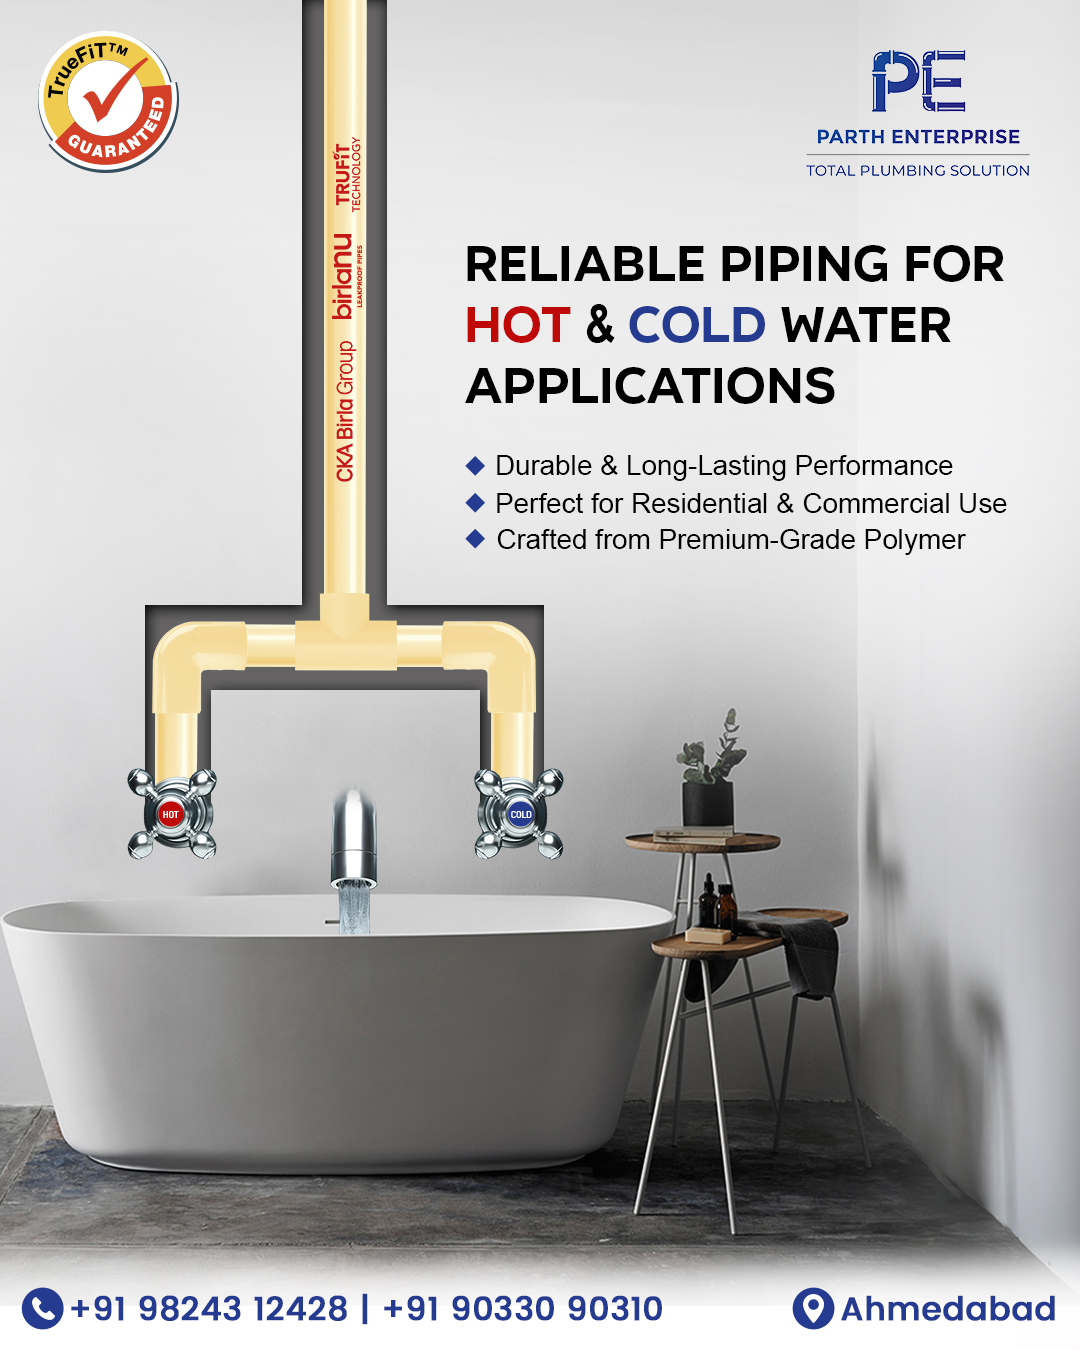 TrueFiT™
GUARANTEED
PE
PARTH ENTERPRISE
TOTAL PLUMBING SOLUTION
TRUFIT
TECHNOLOGY
birlanu
LEAKPROOF PIPES
CKA Birla Group
RELIABLE PIPING FOR
HOT & COLD WATER
APPLICATIONS
Durable & Long-Lasting Performance
Perfect for Residential & Commercial Use
Crafted from Premium-Grade Polymer
HOT
COLD
+91 98243 12428 | +91 90330 90310
Ahmedabad